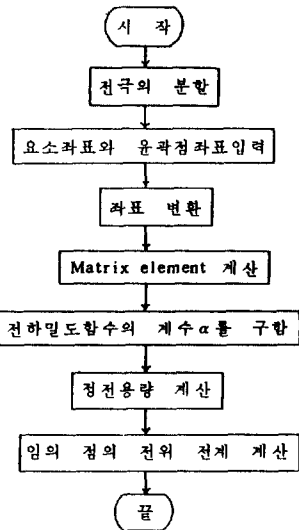 시 작
전극의 분할
요소좌표와 윤곽점좌표입력
좌표 변환
Matrix element 계산
전하밀도함수의 계수α를 구함
정전용량 계산
임의 점의 전위 전계 계산
끝